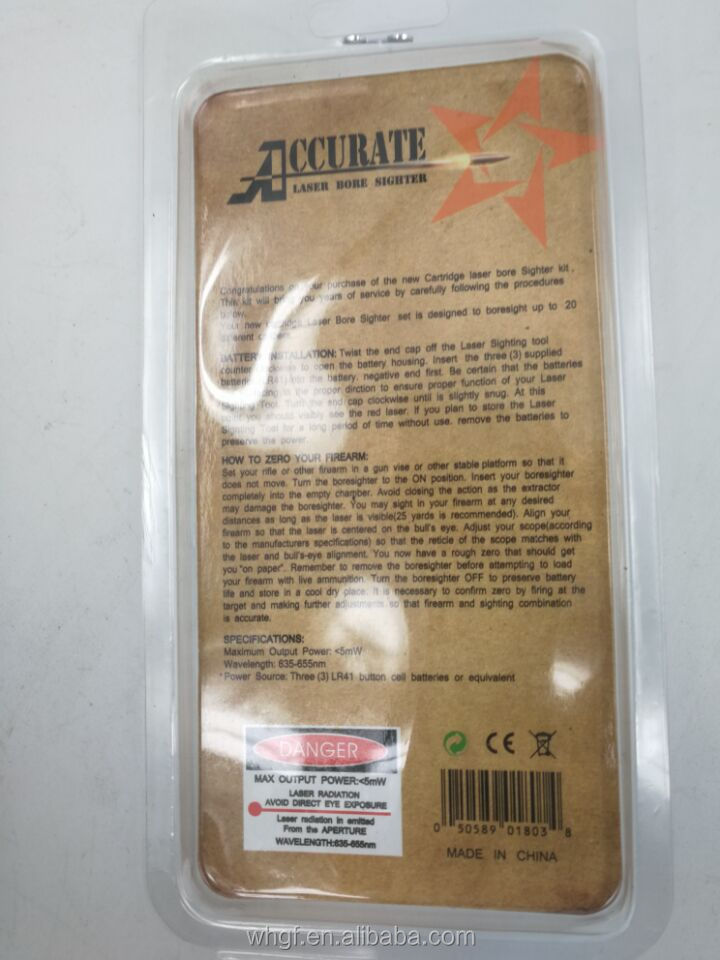 ACCURATE
LASER BORE SIGHTER
Congratulations on your purchase of the new Cartridge laser bore Sighter kit .
This kit will bring you years of service by carefully following the procedures
below.
Your new Laser Bore Sighter set is designed to boresight up to 20
BATTERY INSTALLATION: Twist the end cap off the Laser Sighting tool
to open the battery housing. Insert the three (3) supplied
(LR41) into the battery, negative end first. Be certain that the batteries
in the proper dirction to ensure proper function of your Laser
Sighting Tool. Turn the end cap clockwise until is slightly snug. At this
point you should visibly see the red laser. If you plan to store the Laser
Sighting Tool for a long period of time without use, remove the batteries to
preserve the power.
HOW TO ZERO YOUR FIREARM:
Set your rifle or other firearm in a gun vise or other stable platform so that it
does not move. Turn the boresighter to the ON position. Insert your boresighter
completely into the empty chamber. Avoid closing the action as the extractor
may damage the boresighter. You may sight in your firearm at any desired
distances as long as the laser is visible(25 yards is recommended). Align your
firearm so that the laser is centered on the bull's eye. Adjust your scope(according
to the manufacturers specifications) so that the reticle of the scope matches with
the laser and bull's-eye alignment. You now have a rough zero that should get
you "on paper". Remember to remove the boresighter before attempting to load
your firearm with live ammunition. Turn the boresighter OFF to preserve battery
life and store in a cool dry place. It is necessary to confirm zero by firing at the
target and making further adjustments so that firearm and sighting combination
is accurate.
SPECIFICATIONS:
Maximum Output Power: <5mW
Wavelength: 635-655nm
*Power Source: Three (3) LR41 button cell batteries or equivalent
DANGER
MAX OUTPUT POWER:<5mW
LASER RADIATION
AVOID DIRECT EYE EXPOSURE
Laser radiation in emitted
From the APERTURE
WAVELENGTH:635-655nm
CE
0 50589 01803 8
MADE IN CHINA
whgf.en.alibaba.com